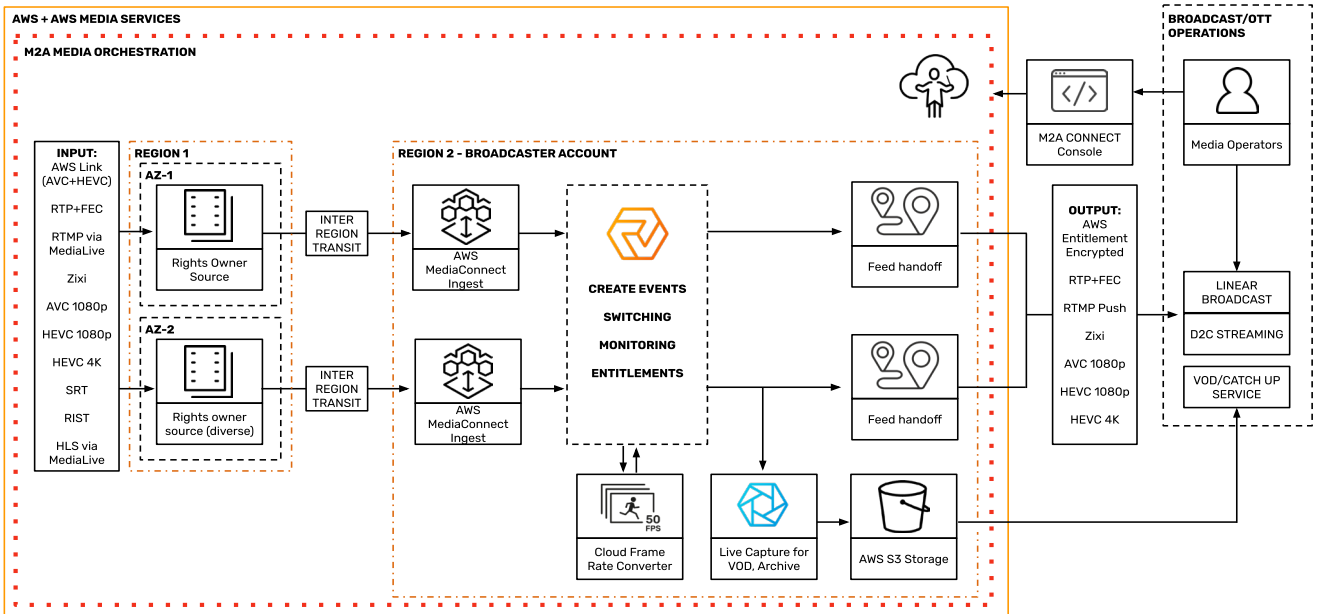 AWS + AWS MEDIA SERVICES
M2A MEDIA ORCHESTRATION
INPUT:
AWS Link
(AVC+HEVC)
RTP+FEC
RTMP via
MediaLive
Zixi
AVC 1080p
HEVC 1080p
HEVC 4K
SRT
RIST
HLS via
MediaLive
REGION 1
AZ-1
Rights Owner
Source
AZ-2
Rights owner
source (diverse)
INTER
REGION
TRANSIT
INTER
REGION
TRANSIT
REGION 2 - BROADCASTER ACCOUNT
AWS
MediaConnect
Ingest
AWS
MediaConnect
Ingest
CREATE EVENTS
SWITCHING
MONITORING
ENTITLEMENTS
50
FPS
Cloud Frame
Rate Converter
Live Capture for
VOD, Archive
AWS S3 Storage
Feed handoff
Feed handoff
M2A CONNECT
Console
OUTPUT:
AWS
Entitlement
Encrypted
RTP+FEC
RTMP Push
Zixi
AVC 1080p
HEVC 1080p
HEVC 4K
BROADCAST/OTT
OPERATIONS
Media Operators
LINEAR
BROADCAST
D2C STREAMING
VOD/CATCH UP
SERVICE